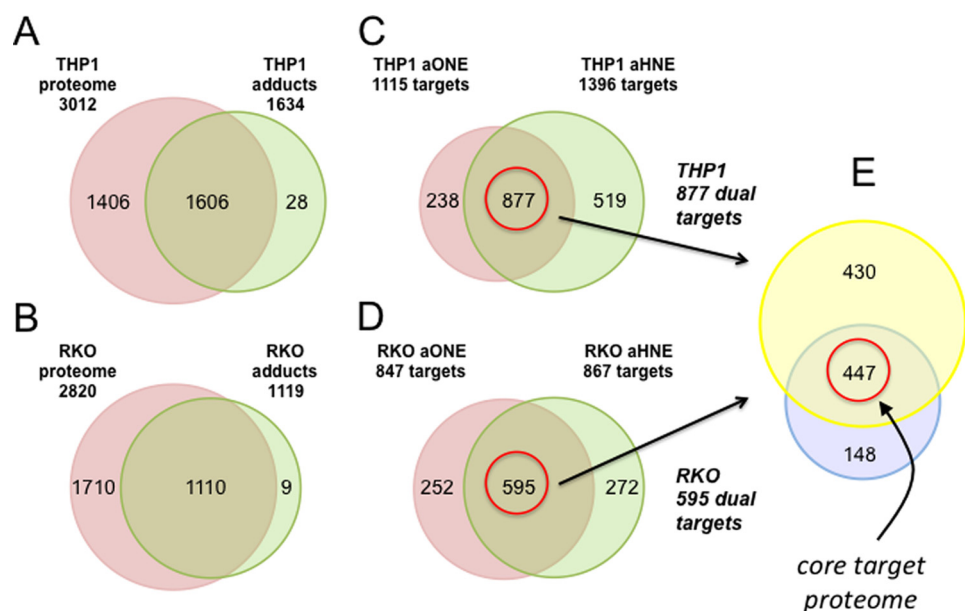 A
THP1 proteome 3012
THP1 adducts 1634
1406
1606
28
B
RKO proteome 2820
RKO adducts 1119
1710
1110
9
C
THP1 aONE 1115 targets
THP1 aHNE 1396 targets
238
877
519
THP1 877 dual targets
D
RKO aONE 847 targets
RKO aHNE 867 targets
252
595
272
RKO 595 dual targets
E
430
447
148
core target proteome